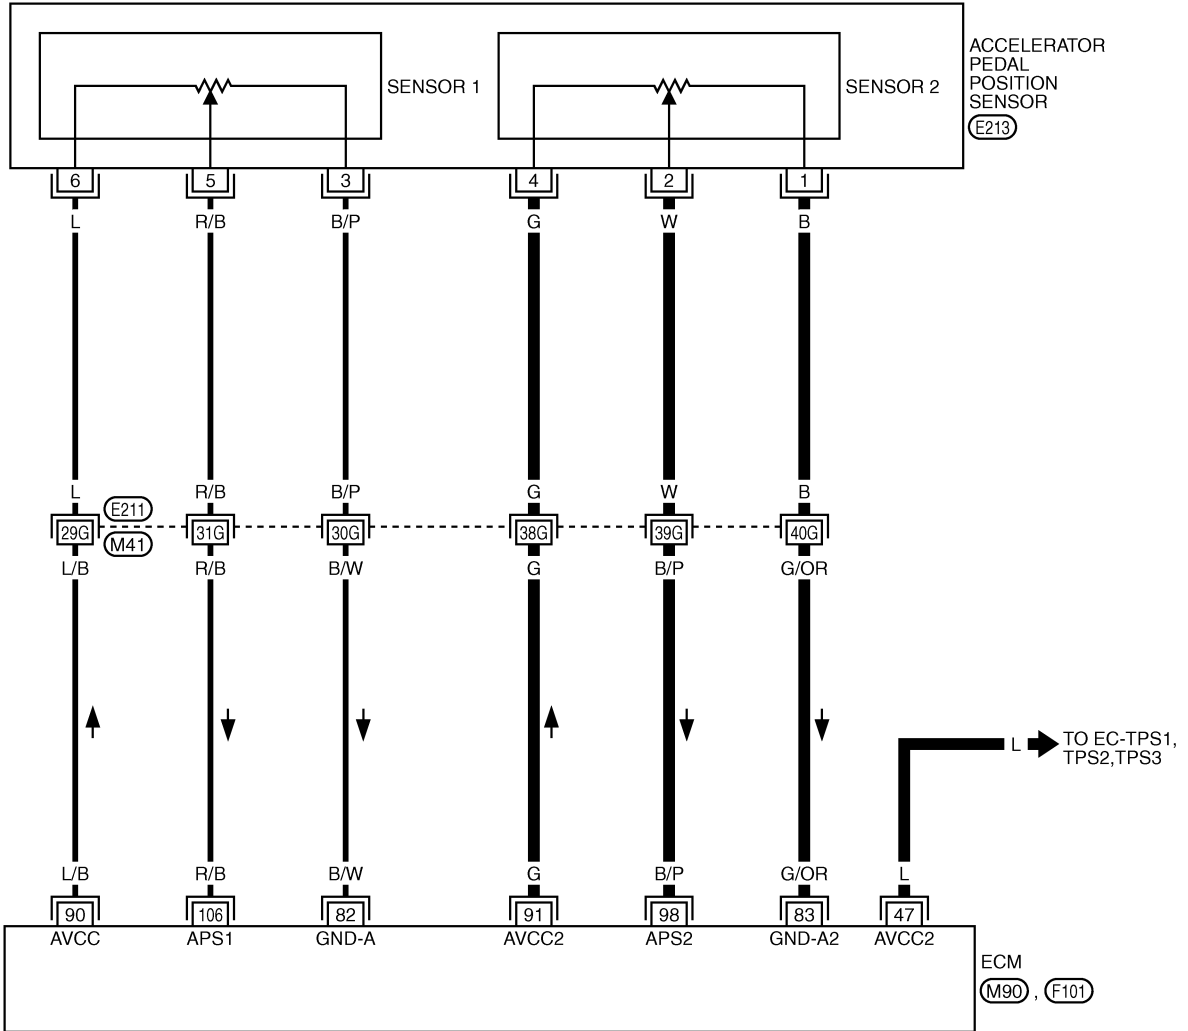 ACCELERATOR
PEDAL
POSITION
SENSOR
E213
SENSOR 1
SENSOR 2
6 5 3 4 2 1
L R/B B/P G W B
L R/B B/P G W B
E211
29G 31G 30G 38G 39G 40G
M41
L/B R/B B/W G B/P G/OR
L TO EC-TPS1,
TPS2,TPS3
L/B R/B B/W G B/P G/OR L
90 106 82 91 98 83 47
AVCC APS1 GND-A AVCC2 APS2 GND-A2 AVCC2
ECM
M90 , F101